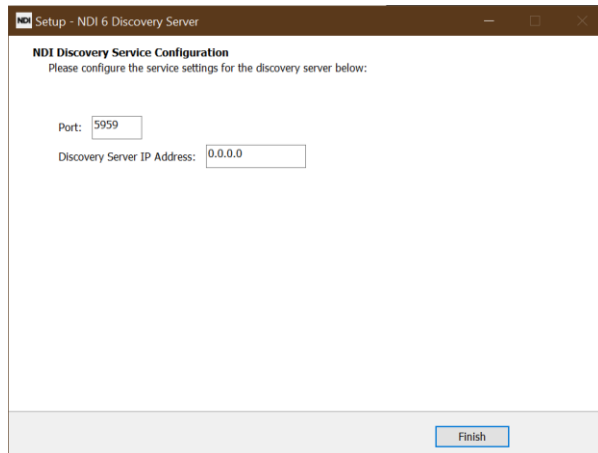 NDI Setup - NDI 6 Discovery Server
NDI Discovery Service Configuration
Please configure the service settings for the discovery server below:
Port: 5959
Discovery Server IP Address: 0.0.0.0
Finish